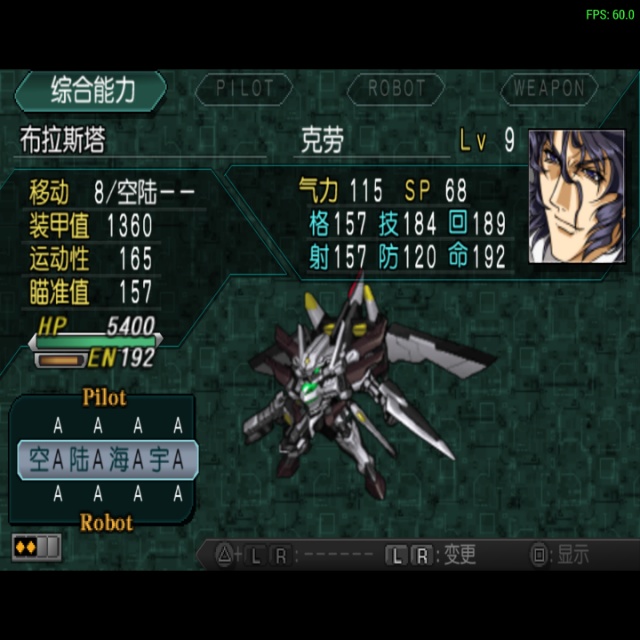 FPS: 60.0
综合能力 PILOT ROBOT WEAPON
布拉斯塔 克劳 Lv 9
移动 8/空陆－－
装甲值 1360
运动性 165
瞄准值 157
HP 5400
EN 192
气力 115 SP 68
格157 技184 回189
射157 防120 命192
Pilot
A A A A
空A陆A海A宇A
A A A A
Robot
△+LR:------ LR:变更 □:显示